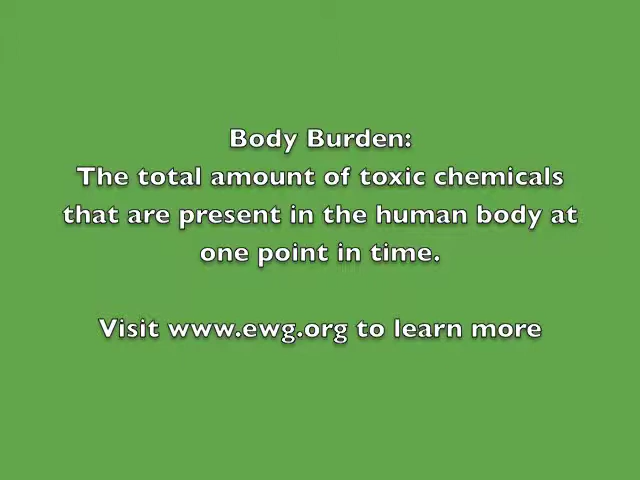 Body Burden:
The total amount of toxic chemicals
that are present in the human body at
one point in time.
Visit www.ewg.org to learn more